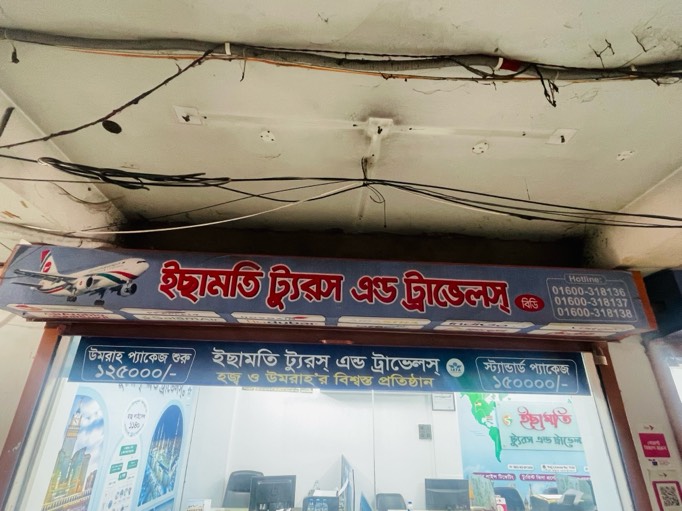 ইছামতি ট্যুরস এন্ড ট্রাভেলস্ বিডি
Hotline:
01600-318136
01600-318137
01600-318138
উমরাহ প্যাকেজ শুরু
১২৫০০০/-
ইছামতি ট্যুরস্ এন্ড ট্রাভেলস্
হজ্ব ও উমরাহ'র বিশ্বস্ত প্রতিষ্ঠান
স্ট্যান্ডার্ড প্যাকেজ
১৫০০০০/-
ইছামতি
ট্যুরস এন্ড ট্রাভেল